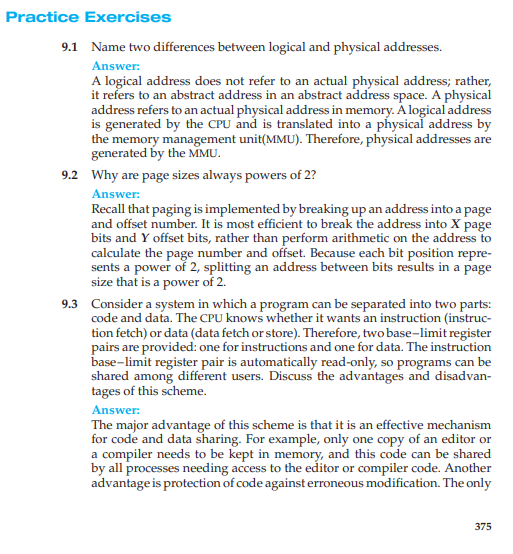 Practice Exercises
9.1 Name two differences between logical and physical addresses.
Answer:
A logical address does not refer to an actual physical address; rather,
it refers to an abstract address in an abstract address space. A physical
address refers to an actual physical address in memory. A logical address
is generated by the CPU and is translated into a physical address by
the memory management unit(MMU). Therefore, physical addresses are
generated by the MMU.
9.2 Why are page sizes always powers of 2?
Answer:
Recall that paging is implemented by breaking up an address into a page
and offset number. It is most efficient to break the address into X page
bits and Y offset bits, rather than perform arithmetic on the address to
calculate the page number and offset. Because each bit position repre-
sents a power of 2, splitting an address between bits results in a page
size that is a power of 2.
9.3 Consider a system in which a program can be separated into two parts:
code and data. The CPU knows whether it wants an instruction (instruc-
tion fetch) or data (data fetch or store). Therefore, two base–limit register
pairs are provided: one for instructions and one for data. The instruction
base–limit register pair is automatically read-only, so programs can be
shared among different users. Discuss the advantages and disadvan-
tages of this scheme.
Answer:
The major advantage of this scheme is that it is an effective mechanism
for code and data sharing. For example, only one copy of an editor or
a compiler needs to be kept in memory, and this code can be shared
by all processes needing access to the editor or compiler code. Another
advantage is protection of code against erroneous modification. The only
375